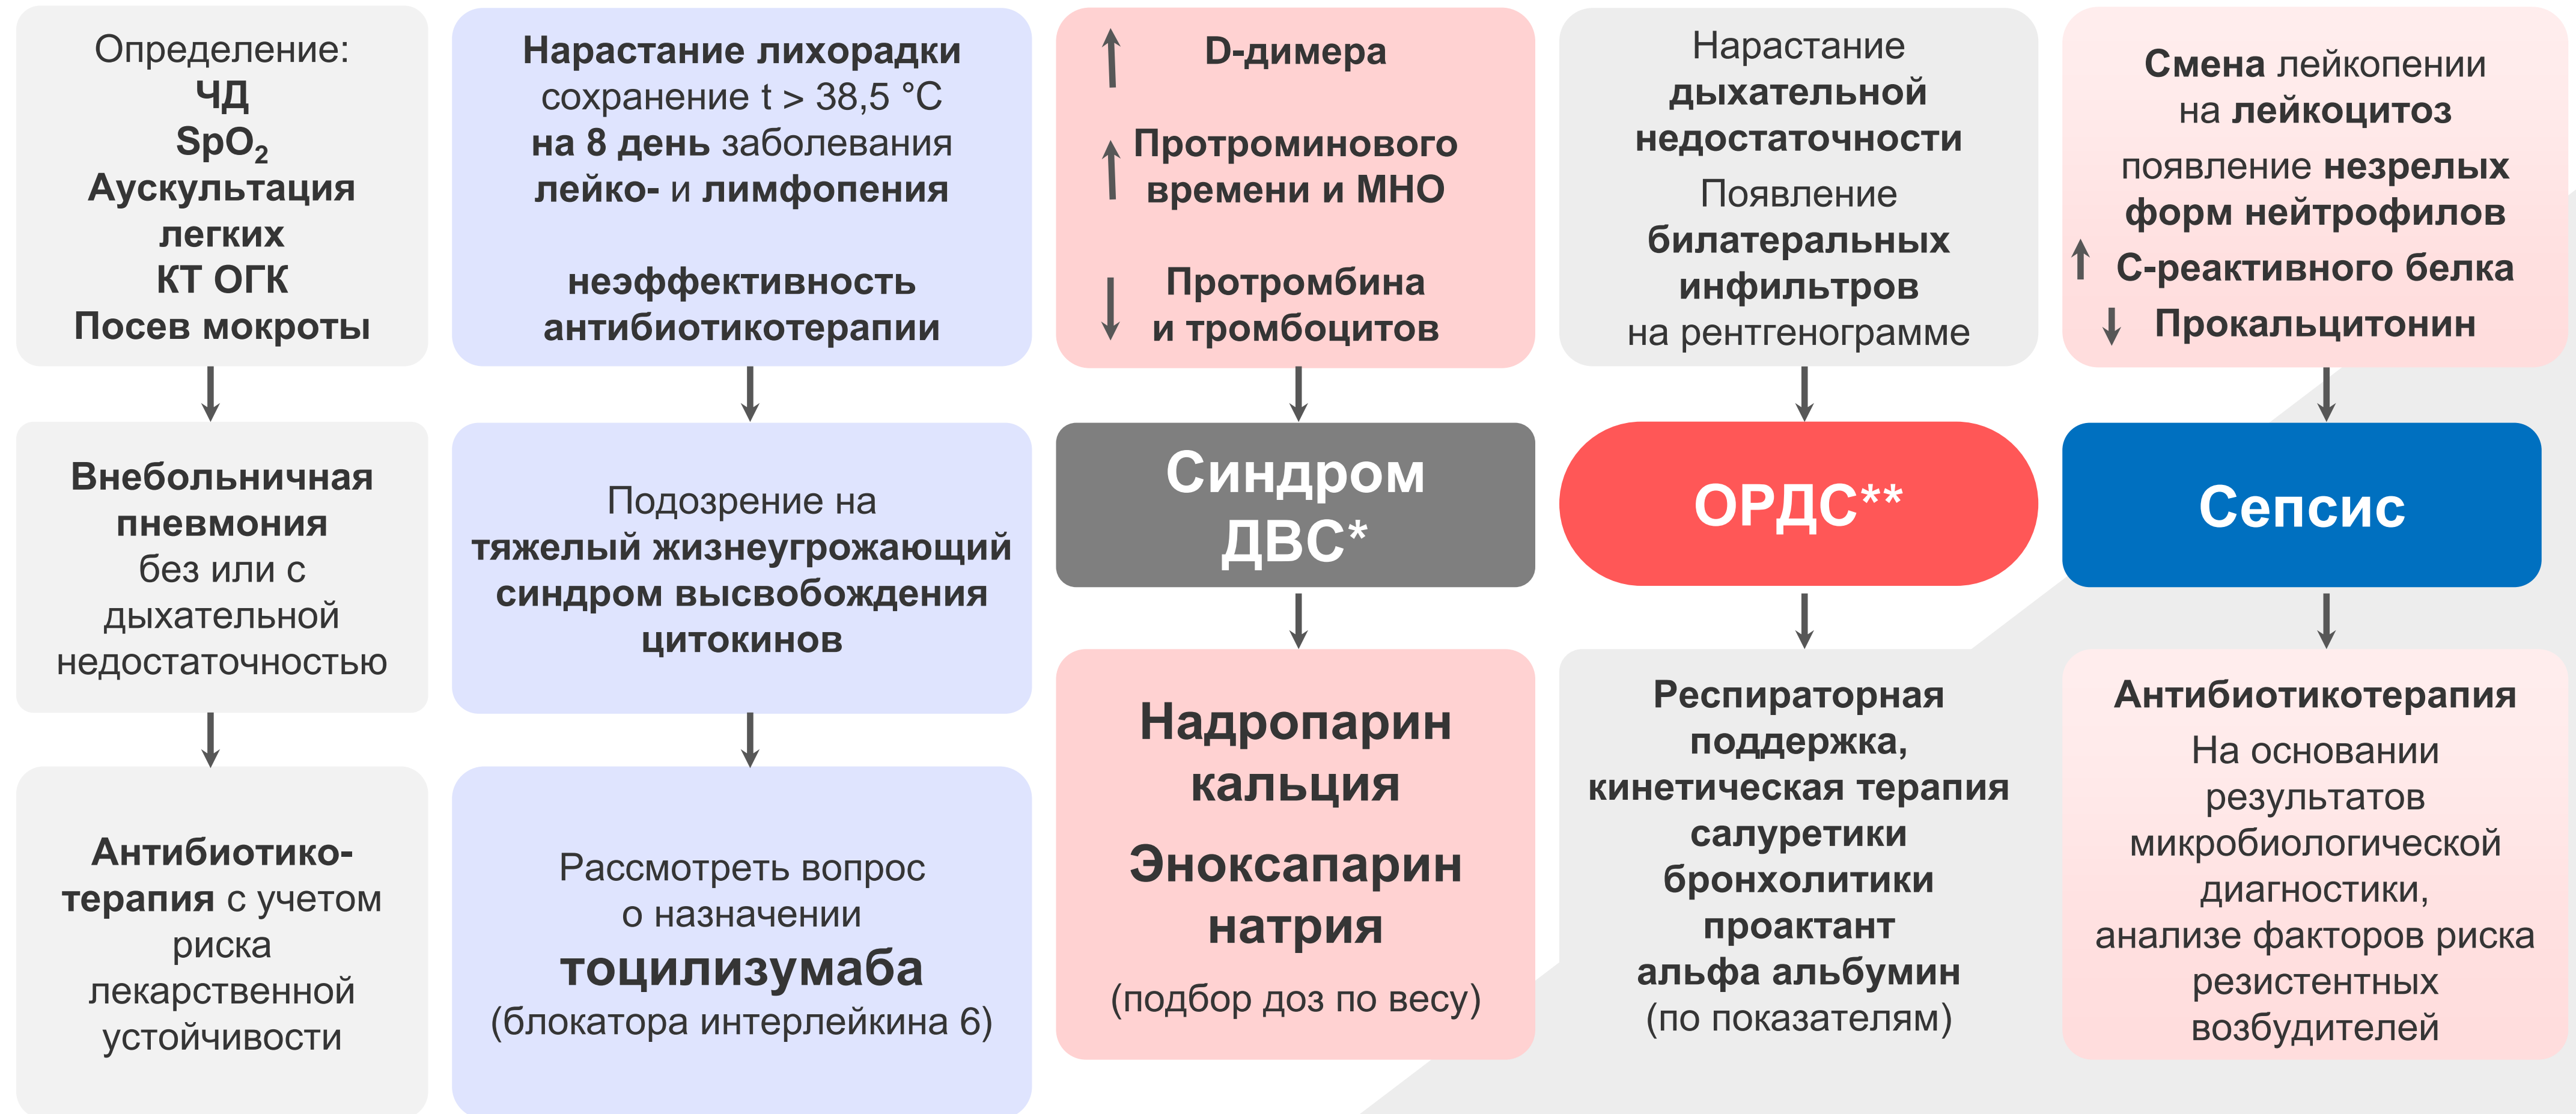 Определение:
ЧД
SpO₂
Аускультация
легких
КТ ОГК
Посев мокроты
Внебольничная
пневмония
без или с
дыхательной
недостаточностью
Антибиотико-
терапия с учетом
риска
лекарственной
устойчивости
Нарастание лихорадки
сохранение t > 38,5 °C
на 8 день заболевания
лейко- и лимфопения
неэффективность
антибиотикотерапии
Подозрение на
тяжелый жизнеугрожающий
синдром высвобождения
цитокинов
Рассмотреть вопрос
о назначении
тоцилизумаба
(блокатора интерлейкина 6)
↑ D-димера
↑ Протроминового
времени и МНО
↓ Протромбина
и тромбоцитов
Синдром
ДВС*
Надропарин
кальция
Эноксапарин
натрия
(подбор доз по весу)
Нарастание
дыхательной
недостаточности
Появление
билатеральных
инфильтров
на рентгенограмме
ОРДС**
Респираторная
поддержка,
кинетическая терапия
салуретики
бронхолитики
проактант
альфа альбумин
(по показателям)
Смена лейкопении
на лейкоцитоз
появление незрелых
форм нейтрофилов
↑ С-реактивного белка
↓ Прокальцитонин
Сепсис
Антибиотикотерапия
На основании
результатов
микробиологической
диагностики,
анализе факторов риска
резистентных
возбудителей